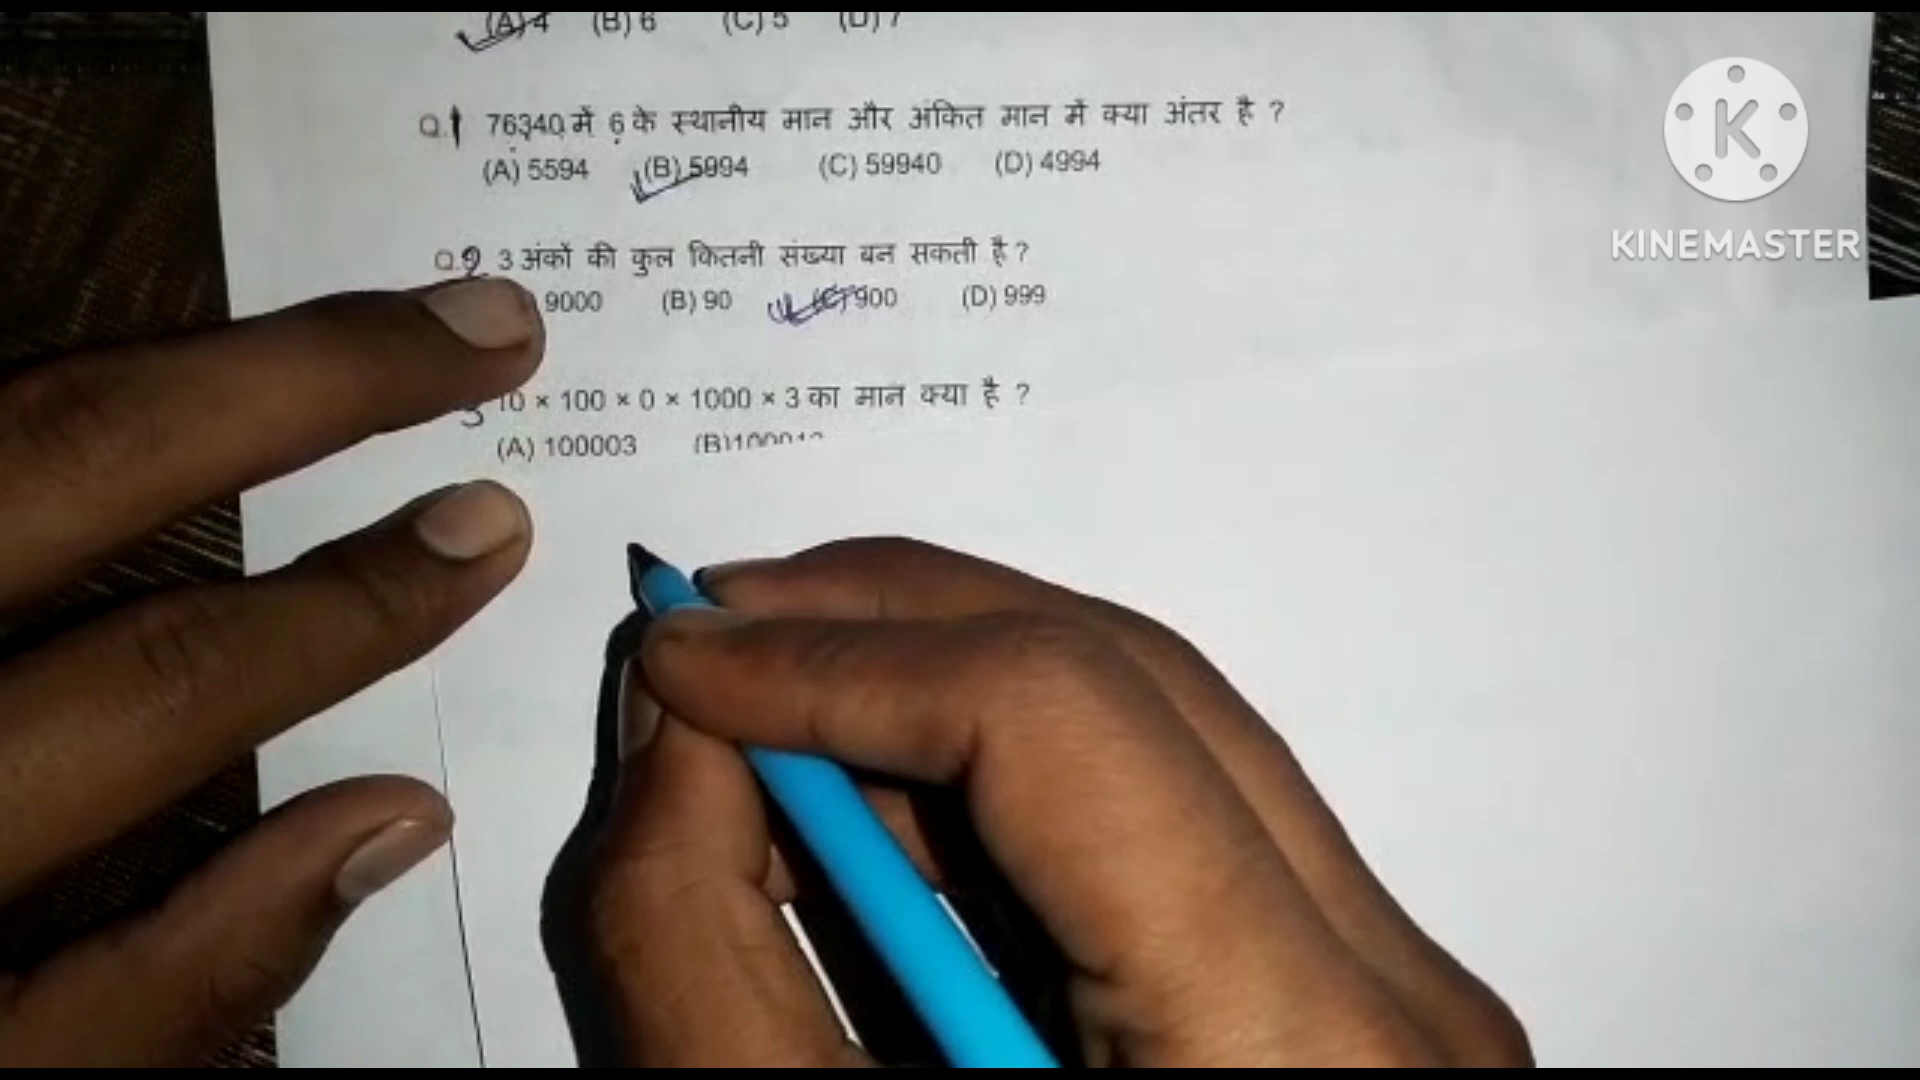 (A) 4 (B) 6 (C) 5 (D) 7
Q.1 76340 में 6 के स्थानीय मान और अंकित मान में क्या अंतर है ?
(A) 5594 (B) 5994 (C) 59940 (D) 4994
Q.2 3 अंकों की कुल कितनी संख्या बन सकती है ?
) 9000 (B) 90 (C) 900 (D) 999
3 10 × 100 × 0 × 1000 × 3 का मान क्या है ?
(A) 100003 (B)
K
KINEMASTER